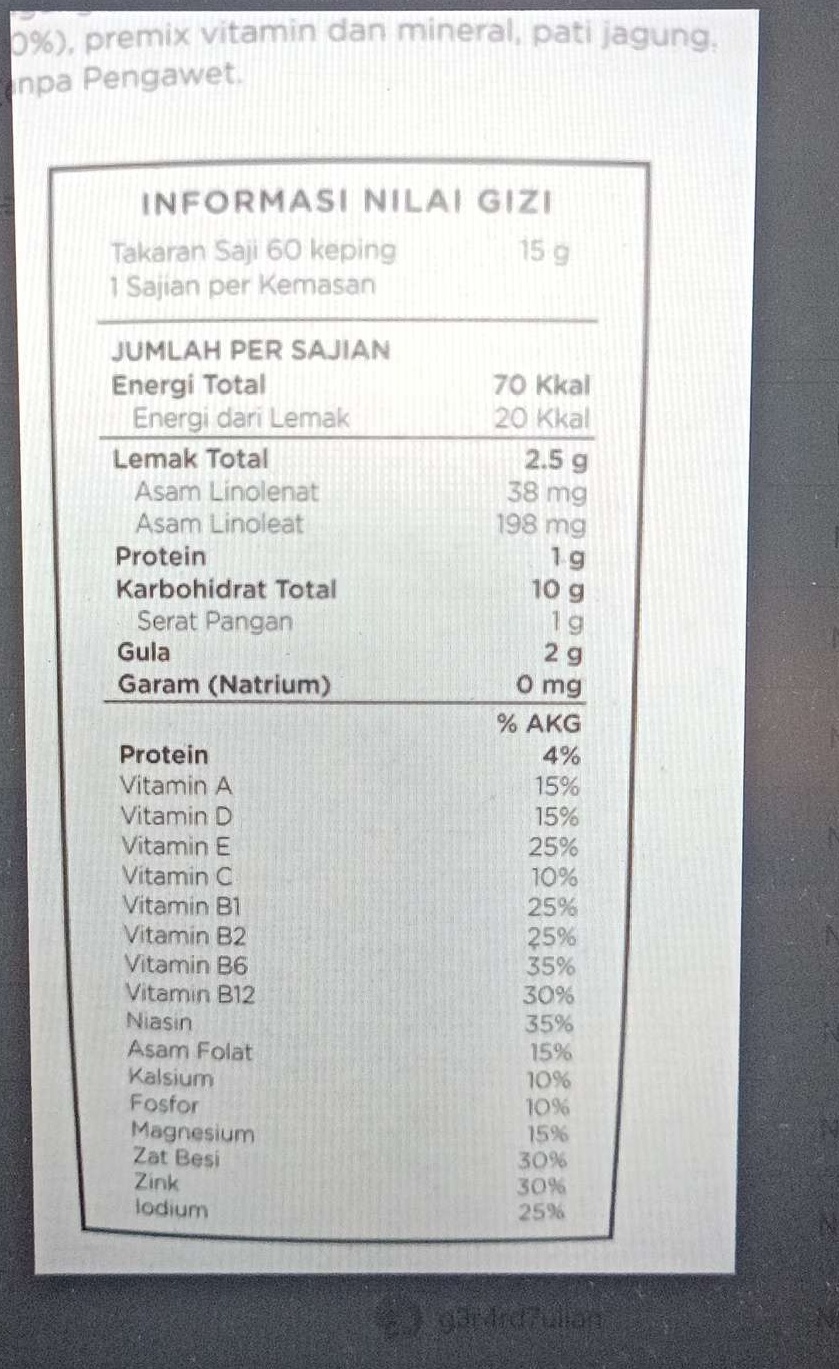 0%), premix vitamin dan mineral, pati jagung.
anpa Pengawet.
INFORMASI NILAI GIZI
Takaran Saji 60 keping 15 g
1 Sajian per Kemasan
JUMLAH PER SAJIAN
Energi Total 70 Kkal
Energi dari Lemak 20 Kkal
Lemak Total 2.5 g
Asam Linolenat 38 mg
Asam Linoleat 198 mg
Protein 1 g
Karbohidrat Total 10 g
Serat Pangan 1 g
Gula 2 g
Garam (Natrium) 0 mg
% AKG
Protein 4%
Vitamin A 15%
Vitamin D 15%
Vitamin E 25%
Vitamin C 10%
Vitamin B1 25%
Vitamin B2 25%
Vitamin B6 35%
Vitamin B12 30%
Niasin 35%
Asam Folat 15%
Kalsium 10%
Fosfor 10%
Magnesium 15%
Zat Besi 30%
Zink 30%
Iodium 25%